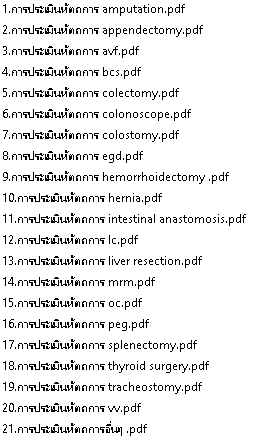 1.การประเมินหัตถการ amputation.pdf
2.การประเมินหัตถการ appendectomy.pdf
3.การประเมินหัตถการ avf.pdf
4.การประเมินหัตถการ bcs.pdf
5.การประเมินหัตถการ colectomy.pdf
6.การประเมินหัตถการ colonoscope.pdf
7.การประเมินหัตถการ colostomy.pdf
8.การประเมินหัตถการ egd.pdf
9.การประเมินหัตถการ hemorrhoidectomy .pdf
10.การประเมินหัตถการ hernia.pdf
11.การประเมินหัตถการ intestinal anastomosis.pdf
12.การประเมินหัตถการ lc.pdf
13.การประเมินหัตถการ liver resection.pdf
14.การประเมินหัตถการ mrm.pdf
15.การประเมินหัตถการ oc.pdf
16.การประเมินหัตถการ peg.pdf
17.การประเมินหัตถการ splenectomy.pdf
18.การประเมินหัตถการ thyroid surgery.pdf
19.การประเมินหัตถการ tracheostomy.pdf
20.การประเมินหัตถการ vv.pdf
21.การประเมินหัตถการอื่นๆ .pdf